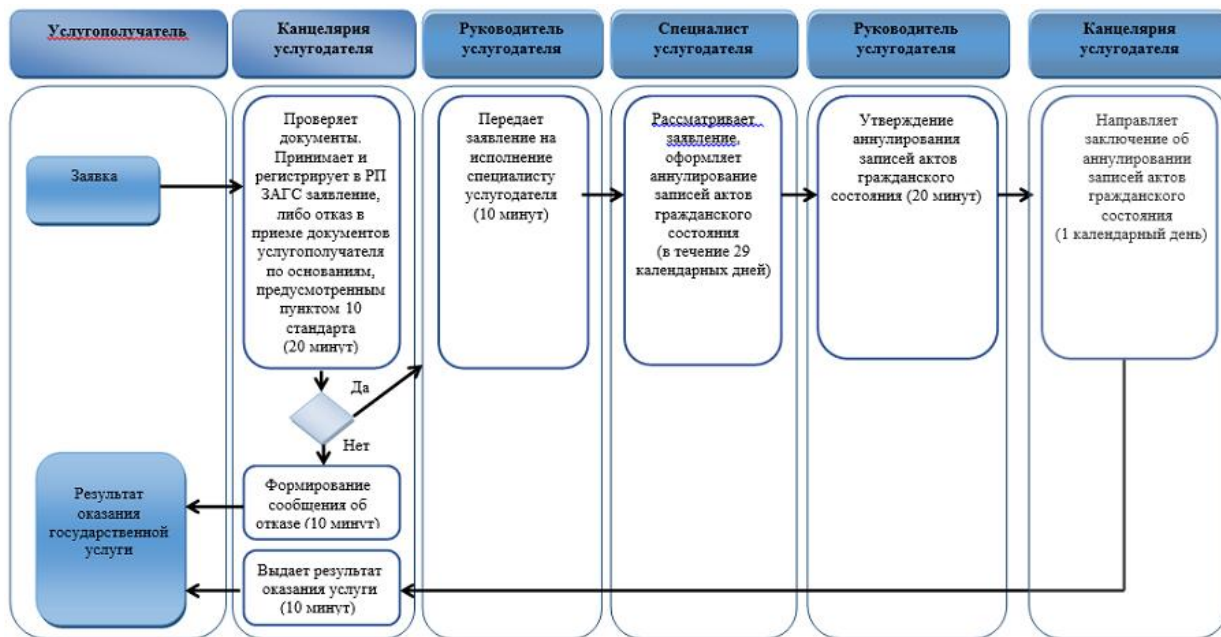 Услугополучатель
Канцелярия
услугодателя
Руководитель
услугодателя
Специалист
услугодателя
Руководитель
услугодателя
Канцелярия
услугодателя
Заявка
Проверяет
документы.
Принимает и
регистрирует в РП
ЗАГС заявление,
либо отказ в
приеме документов
услугополучателя
по основаниям,
предусмотренным
пунктом 10
стандарта
(20 минут)
Передает
заявление на
исполнение
специалисту
услугодателя
(10 минут)
Рассматривает
заявление,
оформляет
аннулирование
записей актов
гражданского
состояния
(в течение 29
календарных дней)
Утверждение
аннулирования
записей актов
гражданского
состояния (20 минут)
Направляет
заключение об
аннулировании
записей актов
гражданского
состояния
(1 календарный день)
Да
Нет
Формирование
сообщения об
отказе (10 минут)
Результат
оказания
государственной
услуги
Выдает результат
оказания услуги
(10 минут)